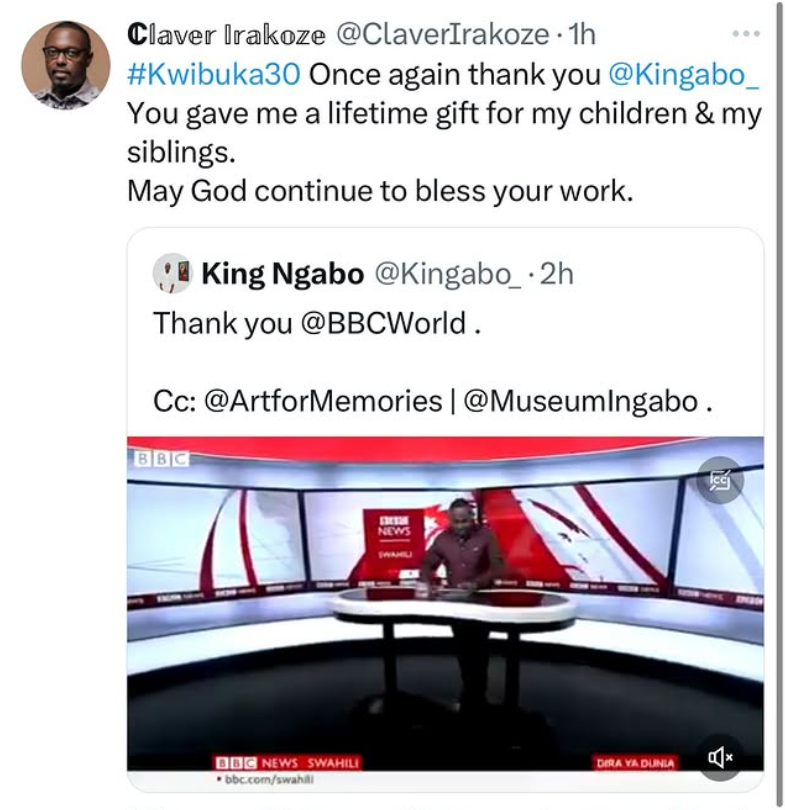 Claver Irakoze @ClaverIrakoze · 1h
#Kwibuka30 Once again thank you @Kingabo_
You gave me a lifetime gift for my children & my
siblings.
May God continue to bless your work.
King Ngabo @Kingabo_ · 2h
Thank you @BBCWorld .
Cc: @ArtforMemories | @MuseumIngabo .
BBC
CC
NEWS
SWAHILI
BBC NEWS SWAHILI
DIRA YA DUNIA
bbc.com/swahili